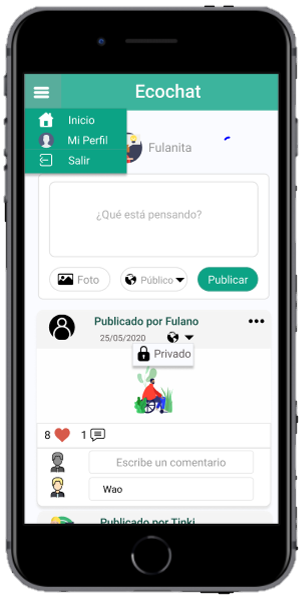 Ecochat
Inicio
Mi Perfil
Salir
Fulanita
¿Qué está pensando?
Foto
Público
Publicar
Publicado por Fulano
25/05/2020
Privado
8 1
Escribe un comentario
Wao
Publicado por Tinki